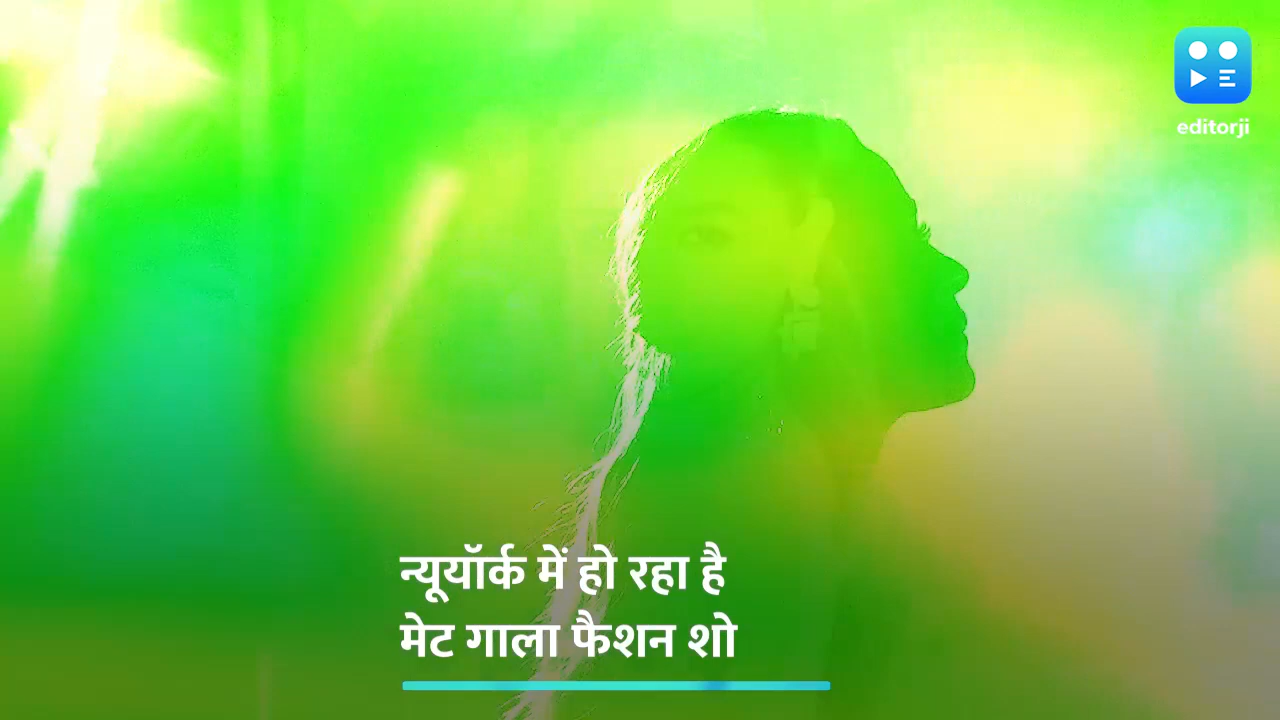 editorji
न्यूयॉर्क में हो रहा है
मेट गाला फैशन शो